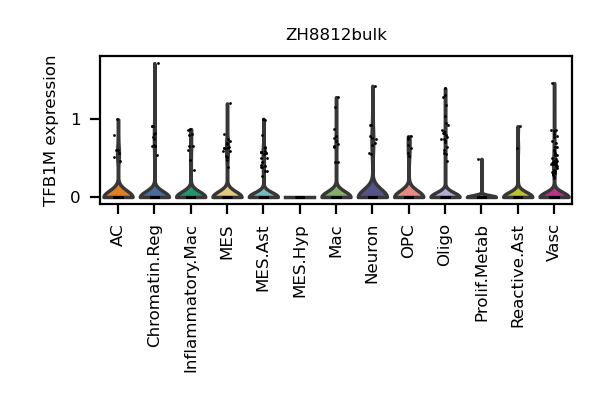 ZH8812bulk
TFB1M expression
1
0
AC
Chromatin.Reg
Inflammatory.Mac
MES
MES.Ast
MES.Hyp
Mac
Neuron
OPC
Oligo
Prolif.Metab
Reactive.Ast
Vasc